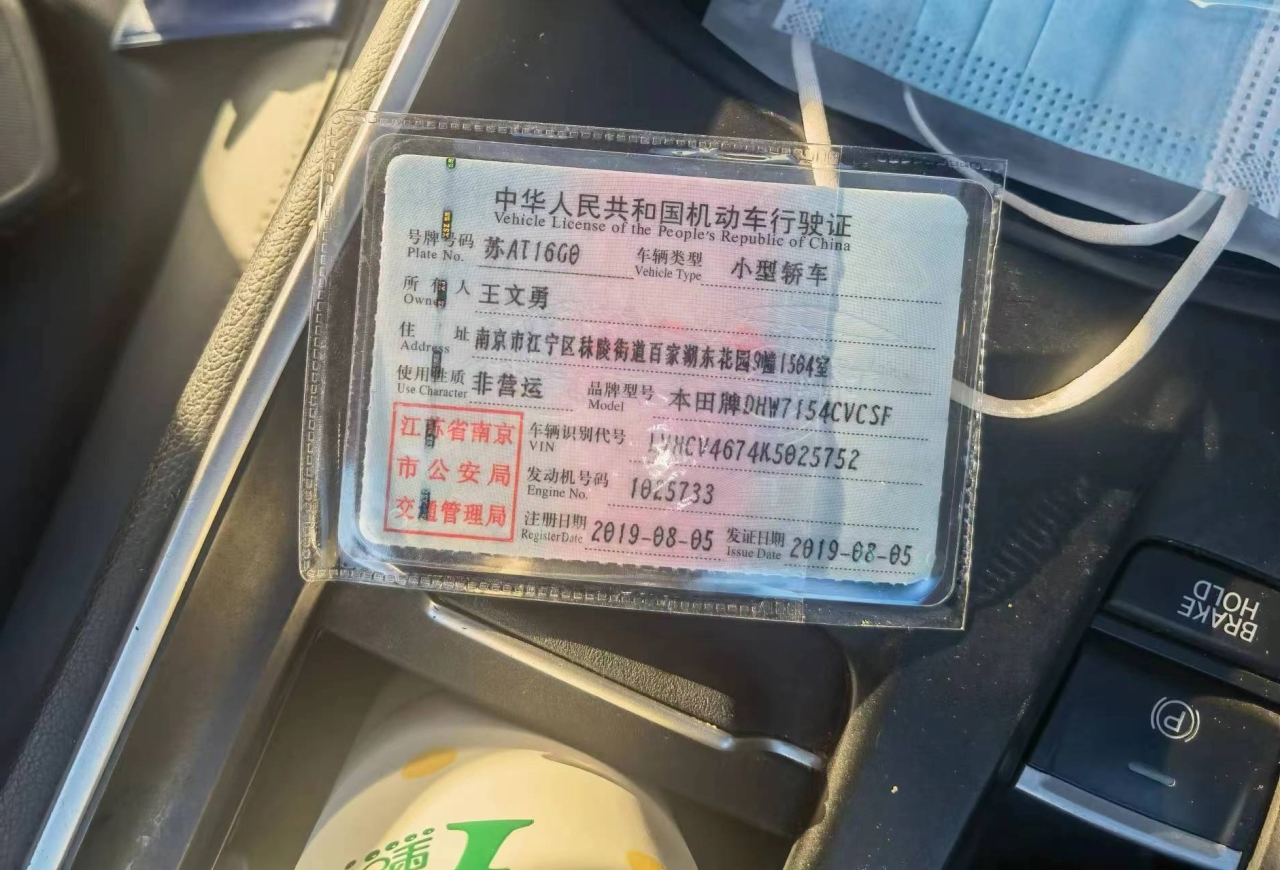 中华人民共和国机动车行驶证
Vehicle License of the People's Republic of China
号牌号码 苏AT16G0 车辆类型 小型轿车
Plate No. Vehicle Type
所有人 王文勇
Owner
住址 南京市江宁区秣陵街道百家湖东花园9幢1504室
Address
使用性质 非营运 品牌型号 本田牌DHW7154CVCSF
Use Character Model
江苏省南京
市公安局
交通管理局
车辆识别代号 LVHCV4674K5025752
VIN
发动机号码 1025733
Engine No.
注册日期 2019-08-05 发证日期 2019-08-05
Register Date Issue Date
BRAKE
HOLD
P